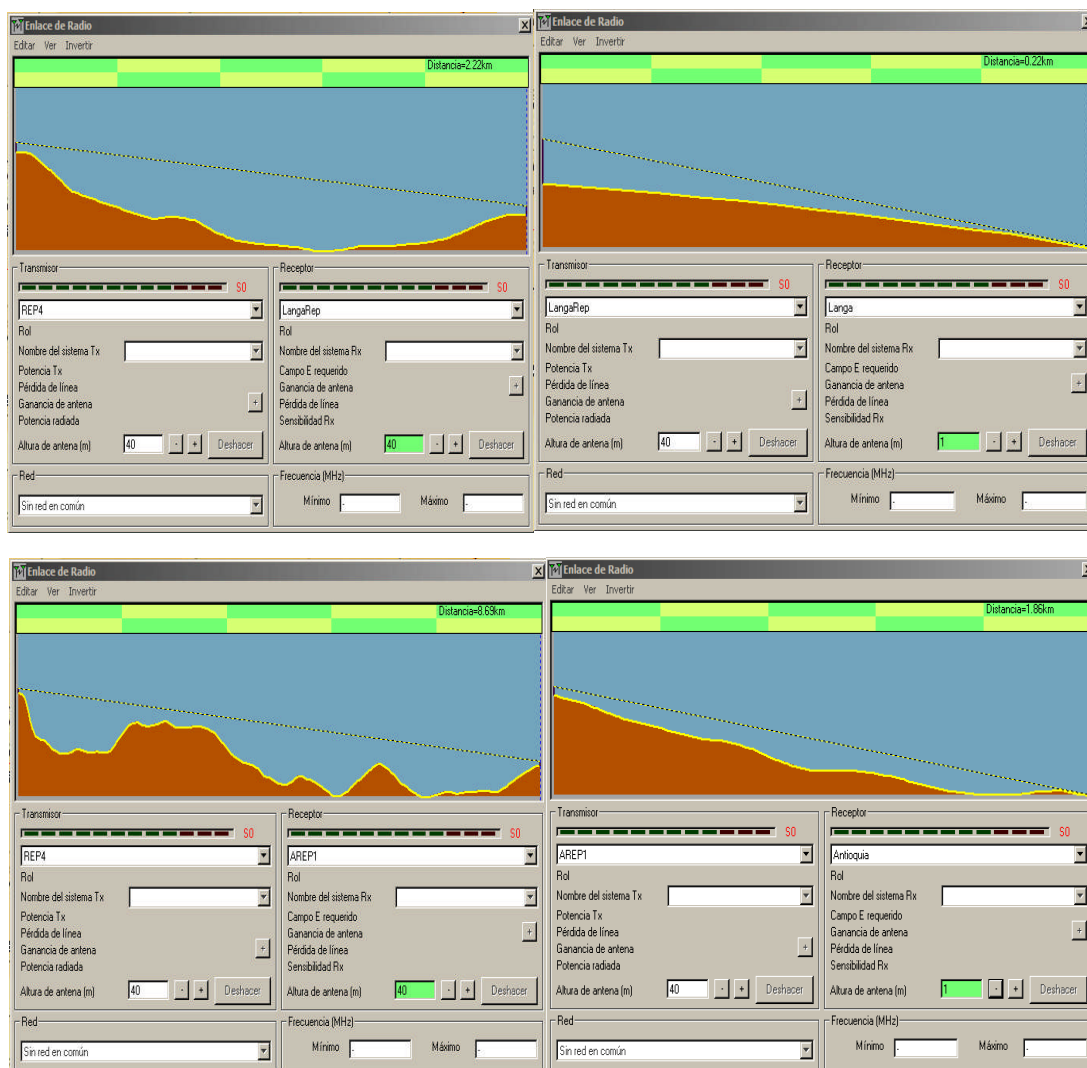 Enlace de Radio
Editar Ver Invertir
Distancia=2.22km
Transmisor
S0
REP4
Rol
Nombre del sistema Tx
Potencia Tx
Pérdida de línea
Ganancia de antena
+
Potencia radiada
Altura de antena (m) 40 - + Deshacer
Red
Sin red en común
Receptor
S0
LangaRep
Rol
Nombre del sistema Rx
Campo E requerido
Ganancia de antena
+
Pérdida de línea
Sensibilidad Rx
Altura de antena (m) 40 - + Deshacer
Frecuencia (MHz)
Mínimo - Máximo -
Enlace de Radio
Editar Ver Invertir
Distancia=0.22km
Transmisor
S0
LangaRep
Rol
Nombre del sistema Tx
Potencia Tx
Pérdida de línea
Ganancia de antena
+
Potencia radiada
Altura de antena (m) 40 - + Deshacer
Red
Sin red en común
Receptor
S0
Langa
Rol
Nombre del sistema Rx
Campo E requerido
Ganancia de antena
+
Pérdida de línea
Sensibilidad Rx
Altura de antena (m) 1 - + Deshacer
Frecuencia (MHz)
Mínimo - Máximo -
Enlace de Radio
Editar Ver Invertir
Distancia=8.69km
Transmisor
S0
REP4
Rol
Nombre del sistema Tx
Potencia Tx
Pérdida de línea
Ganancia de antena
+
Potencia radiada
Altura de antena (m) 40 - + Deshacer
Red
Sin red en común
Receptor
S0
AREP1
Rol
Nombre del sistema Rx
Campo E requerido
Ganancia de antena
+
Pérdida de línea
Sensibilidad Rx
Altura de antena (m) 40 - + Deshacer
Frecuencia (MHz)
Mínimo - Máximo -
Enlace de Radio
Editar Ver Invertir
Distancia=1.86km
Transmisor
S0
AREP1
Rol
Nombre del sistema Tx
Potencia Tx
Pérdida de línea
Ganancia de antena
+
Potencia radiada
Altura de antena (m) 40 - + Deshacer
Red
Sin red en común
Receptor
S0
Antioquia
Rol
Nombre del sistema Rx
Campo E requerido
Ganancia de antena
+
Pérdida de línea
Sensibilidad Rx
Altura de antena (m) 1 - + Deshacer
Frecuencia (MHz)
Mínimo - Máximo -